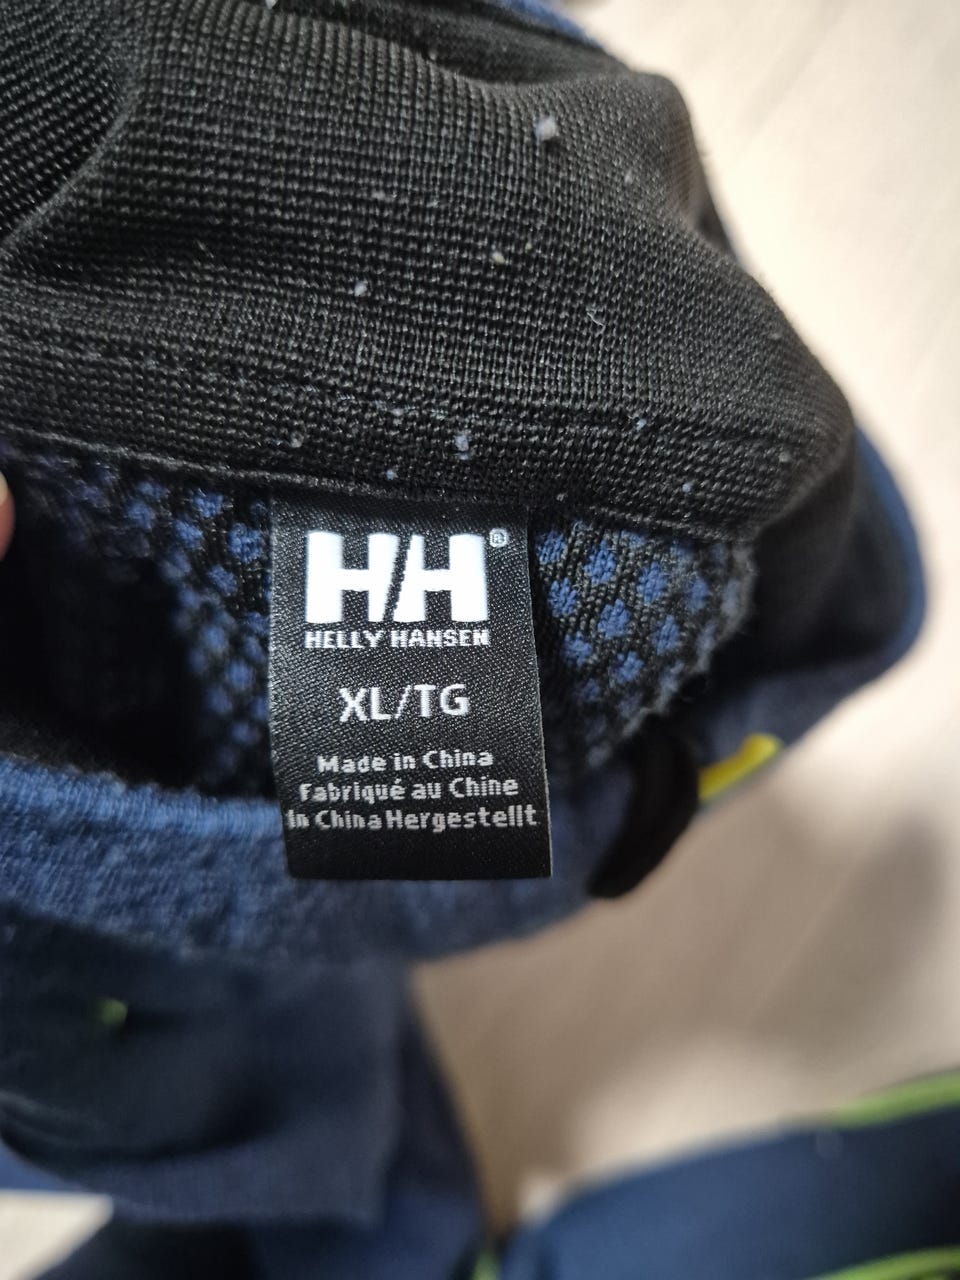 HH®
HELLY HANSEN
XL/TG
Made in China
Fabriqué au Chine
In China Hergestellt